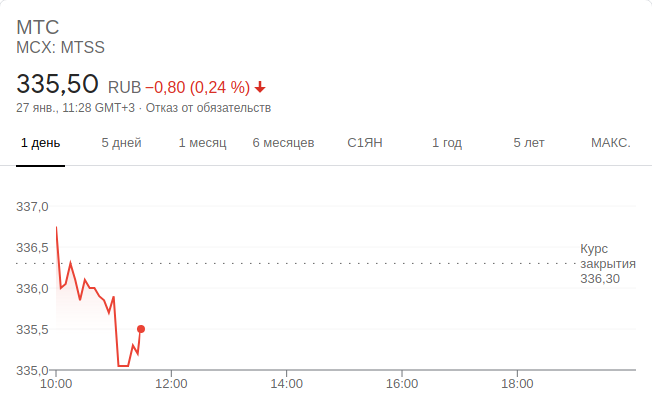 МТС
MCX: MTSS
335,50 RUB −0,80 (0,24 %)
27 янв., 11:28 GMT+3 · Отказ от обязательств
1 день 5 дней 1 месяц 6 месяцев С1ЯН 1 год 5 лет МАКС.
337,0
336,5
336,0
335,5
335,0
Курс
закрытия
336,30
10:00 12:00 14:00 16:00 18:00